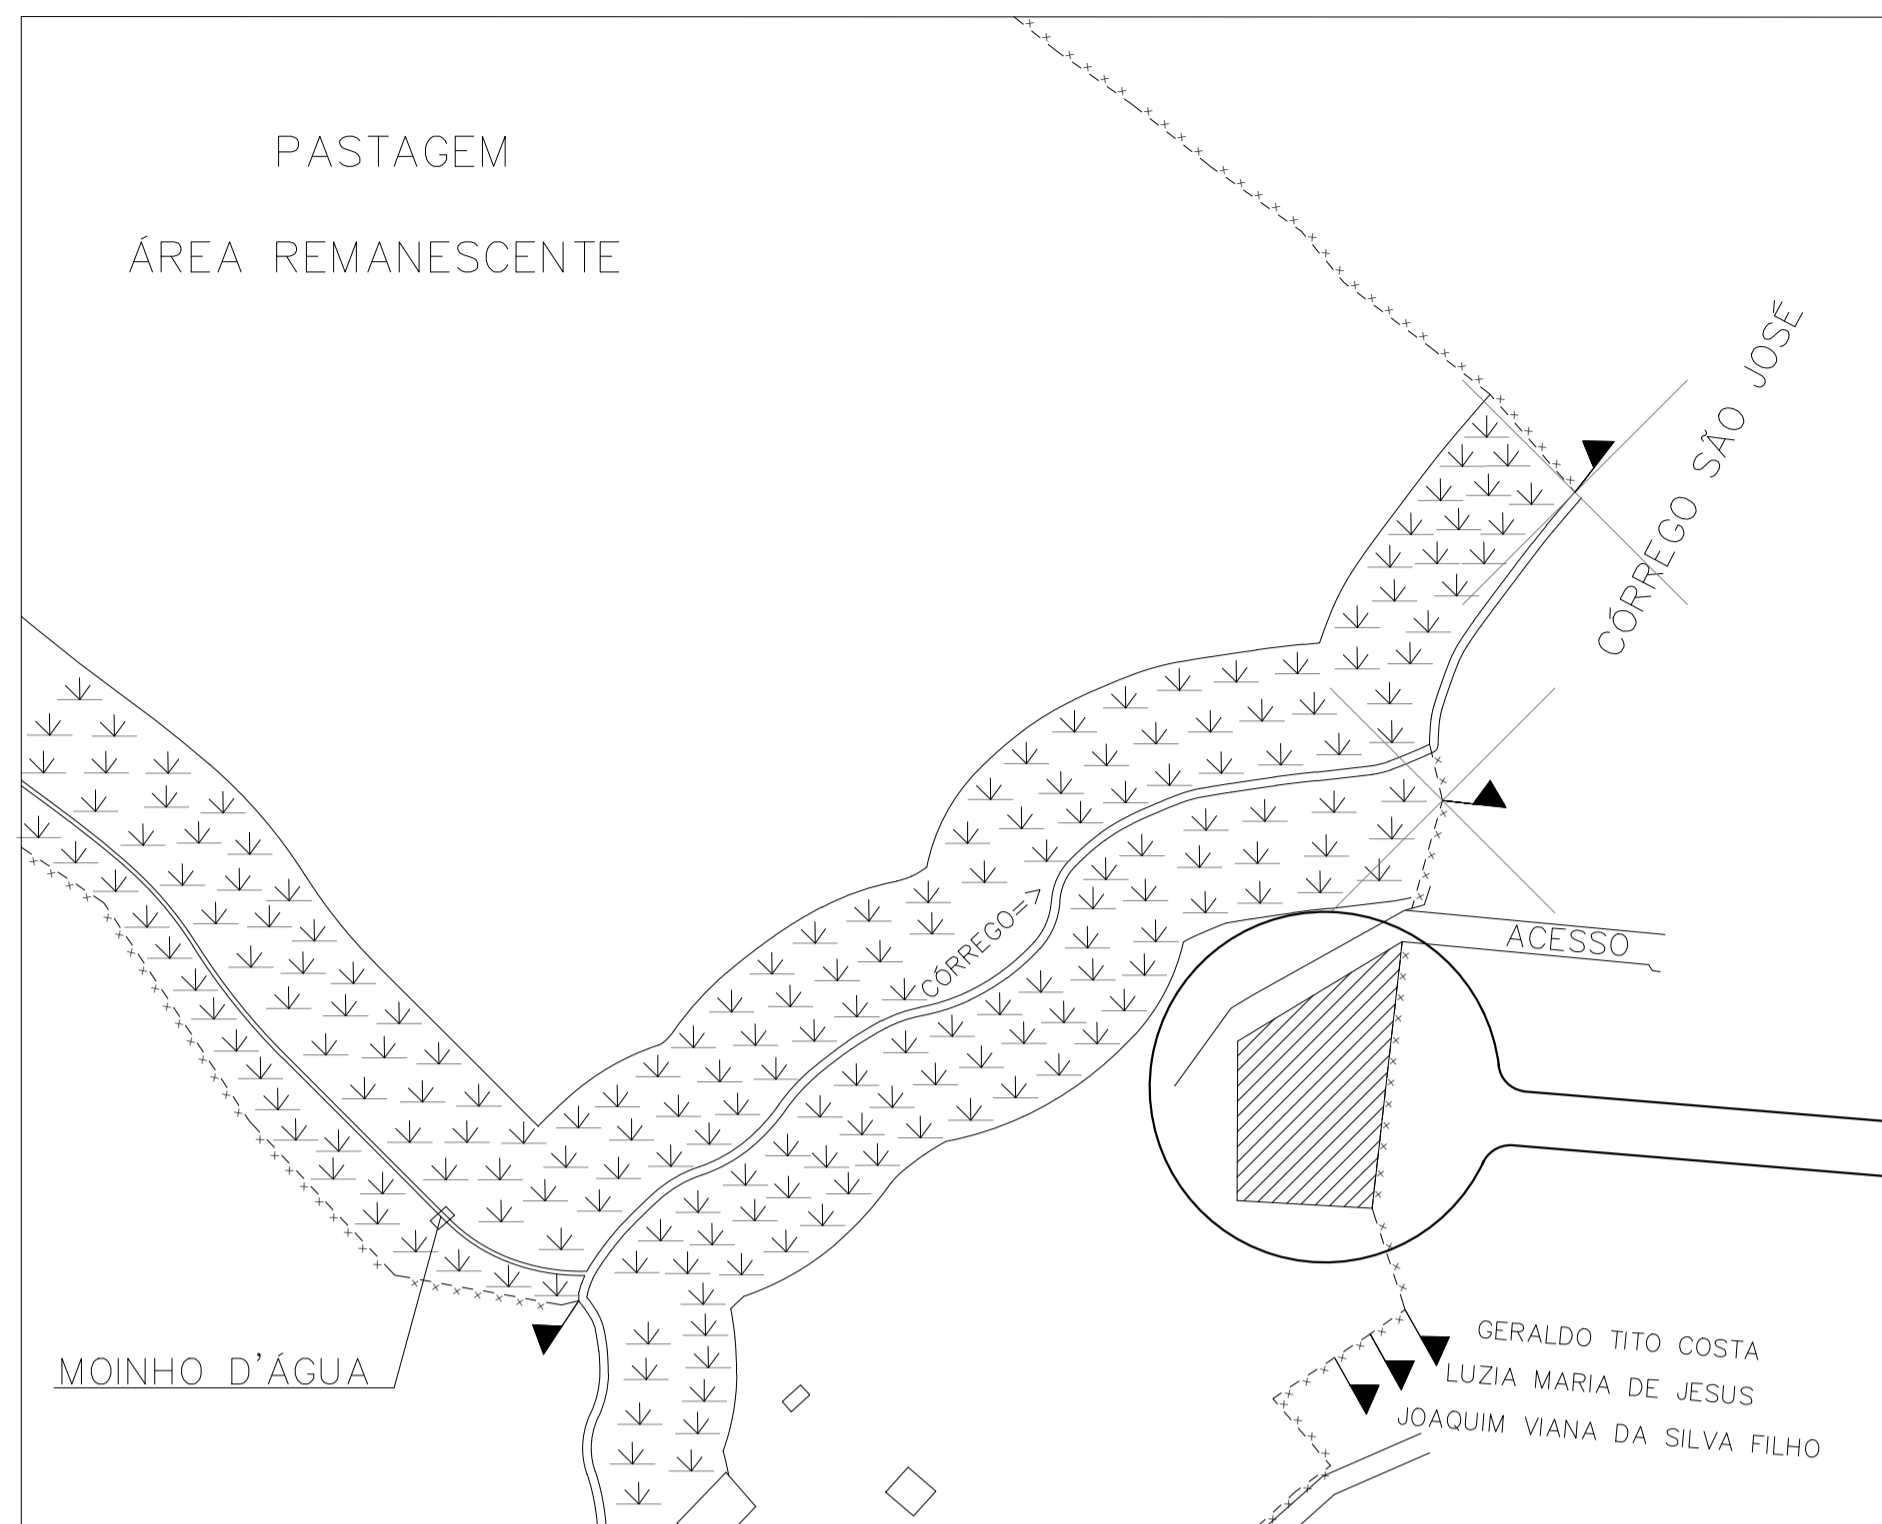 PASTAGEM
ÁREA REMANESCENTE
CÓRREGO SÃO JOSÉ
CÓRREGO
ACESSO
MOINHO D'ÁGUA
GERALDO TITO COSTA
LUZIA MARIA DE JESUS
JOAQUIM VIANA DA SILVA FILHO